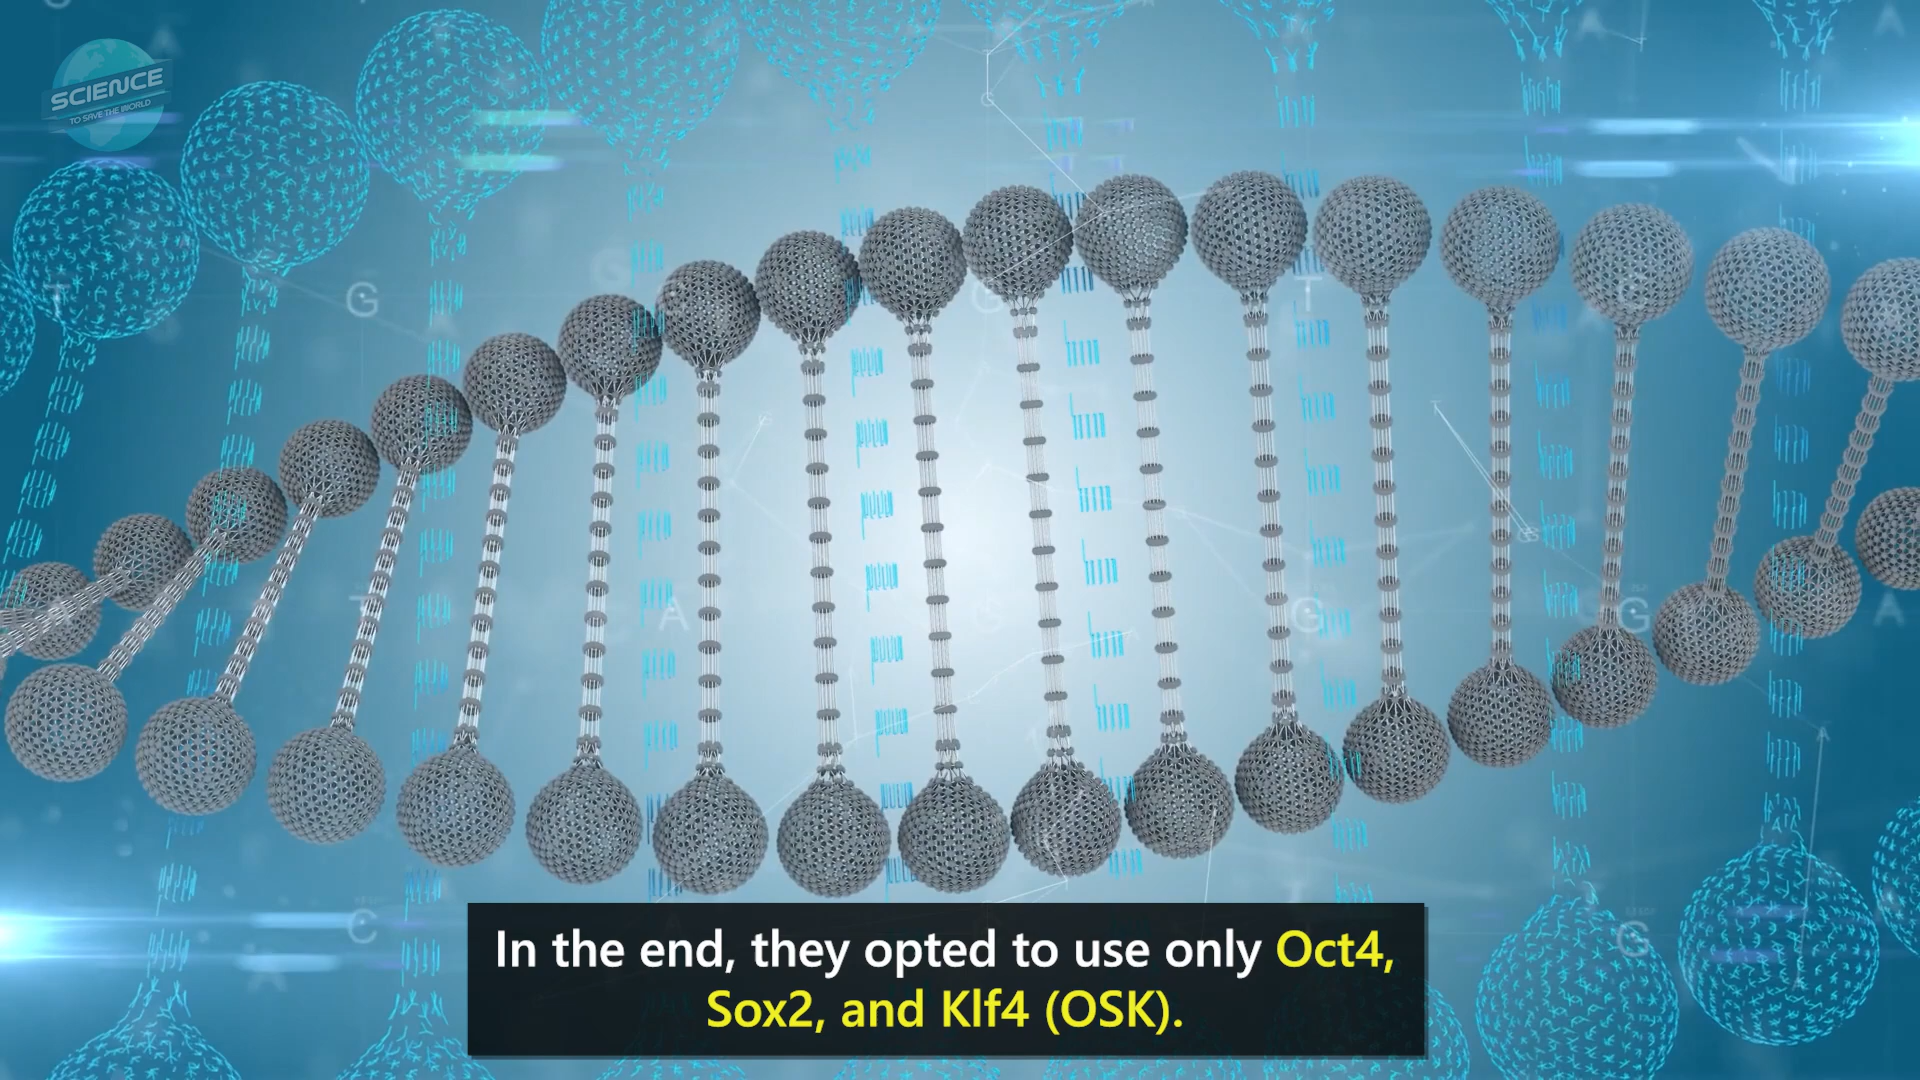 SCIENCE
TO SAVE THE WORLD
T
G
G
T
A
G
G
A
C
G
In the end, they opted to use only Oct4,
Sox2, and Klf4 (OSK).